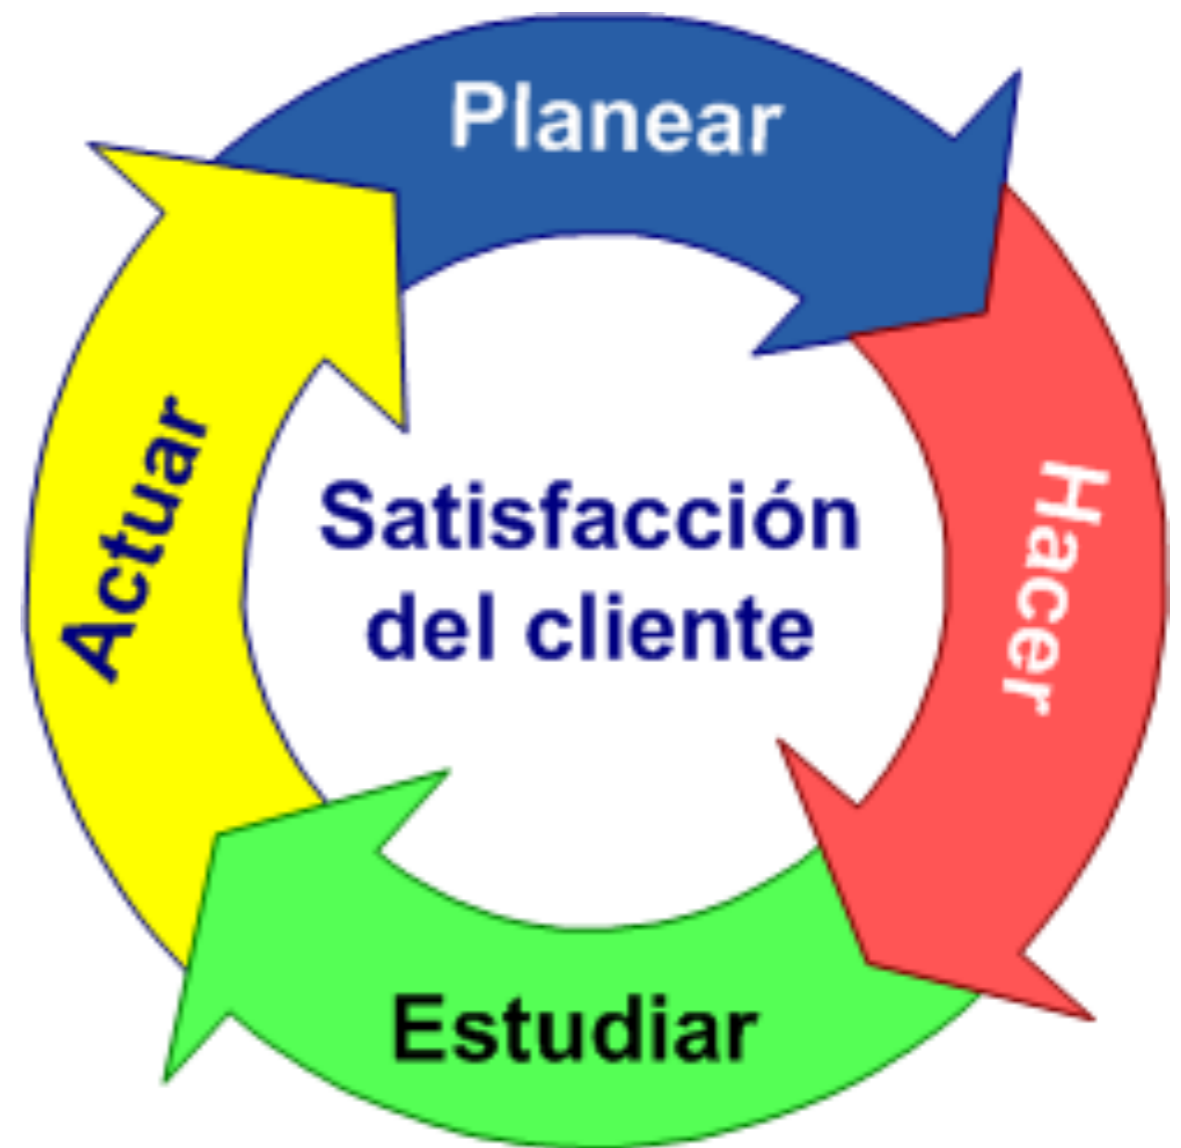 Planear
Hacer
Estudiar
Actuar
Satisfacción
del cliente